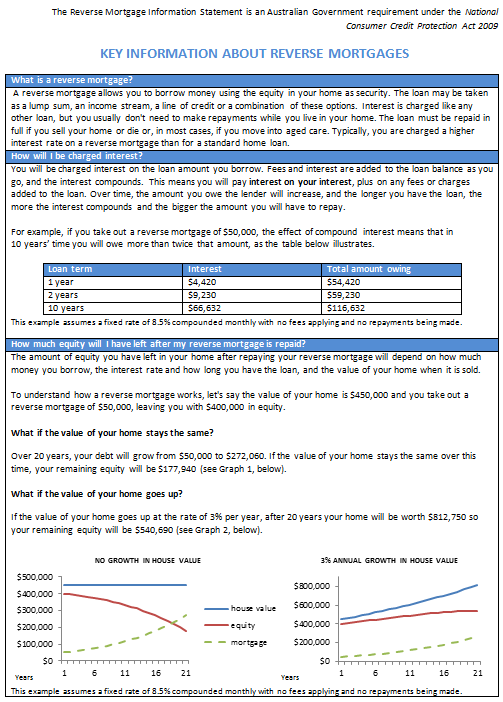 The Reverse Mortgage Information Statement is an Australian Government requirement under the National
Consumer Credit Protection Act 2009
KEY INFORMATION ABOUT REVERSE MORTGAGES
What is a reverse mortgage?
A reverse mortgage allows you to borrow money using the equity in your home as security. The loan may be taken
as a lump sum, an income stream, a line of credit or a combination of these options. Interest is charged like any
other loan, but you usually don't need to make repayments while you live in your home. The loan must be repaid in
full if you sell your home or die or, in most cases, if you move into aged care. Typically, you are charged a higher
interest rate on a reverse mortgage than for a standard home loan.
How will I be charged interest?
You will be charged interest on the loan amount you borrow. Fees and interest are added to the loan balance as you
go, and the interest compounds. This means you will pay interest on your interest, plus on any fees or charges
added to the loan. Over time, the amount you owe the lender will increase, and the longer you have the loan, the
more the interest compounds and the bigger the amount you will have to repay.
For example, if you take out a reverse mortgage of $50,000, the effect of compound interest means that in
10 years' time you will owe more than twice that amount, as the table below illustrates.
Loan term Interest Total amount owing
1 year $4,420 $54,420
2 years $9,230 $59,230
10 years $66,632 $116,632
This example assumes a fixed rate of 8.5% compounded monthly with no fees applying and no repayments being made.
How much equity will I have left after my reverse mortgage is repaid?
The amount of equity you have left in your home after repaying your reverse mortgage will depend on how much
money you borrow, the interest rate and how long you have the loan, and the value of your home when it is sold.
To understand how a reverse mortgage works, let's say the value of your home is $450,000 and you take out a
reverse mortgage of $50,000, leaving you with $400,000 in equity.
What if the value of your home stays the same?
Over 20 years, your debt will grow from $50,000 to $272,060. If the value of your home stays the same over this
time, your remaining equity will be $177,940 (see Graph 1, below).
What if the value of your home goes up?
If the value of your home goes up at the rate of 3% per year, after 20 years your home will be worth $812,750 so
your remaining equity will be $540,690 (see Graph 2, below).
NO GROWTH IN HOUSE VALUE
$500,000
$400,000
$300,000
$200,000
$100,000
$0
Years 1 6 11 16 21
house value
equity
mortgage
3% ANNUAL GROWTH IN HOUSE VALUE
$800,000
$600,000
$400,000
$200,000
$0
Years 1 6 11 16 21
This example assumes a fixed rate of 8.5% compounded monthly with no fees applying and no repayments being made.